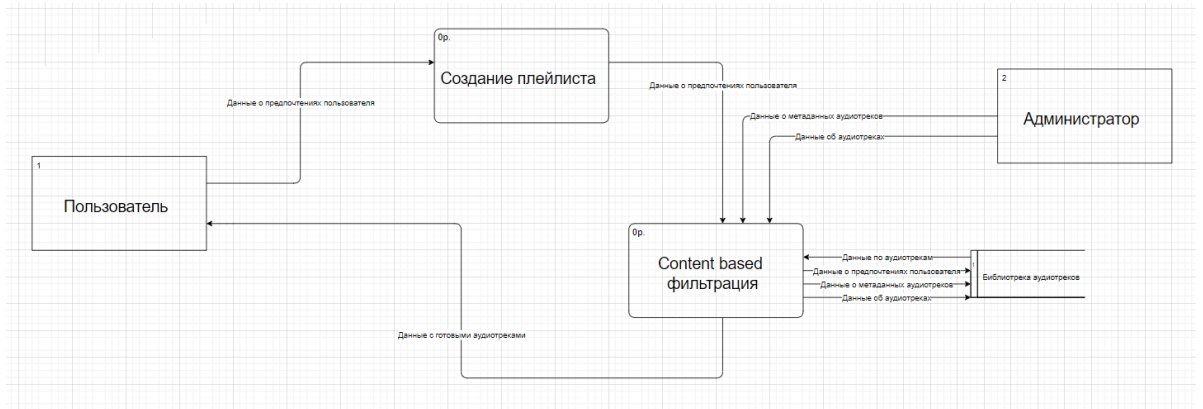 0р.
Создание плейлиста
Данные о предпочтениях пользователя
Данные о предпочтениях пользователя
2
Администратор
Данные о метаданных аудиотреков
Данные об аудиотреках
1
Пользователь
0р.
Content based
фильтрация
Данные по аудиотрекам
Данные о предпочтениях пользователя
Данные о метаданных аудиотреков
Данные об аудиотреках
1
Библиотрека аудиотреков
Данные с готовыми аудиотреками